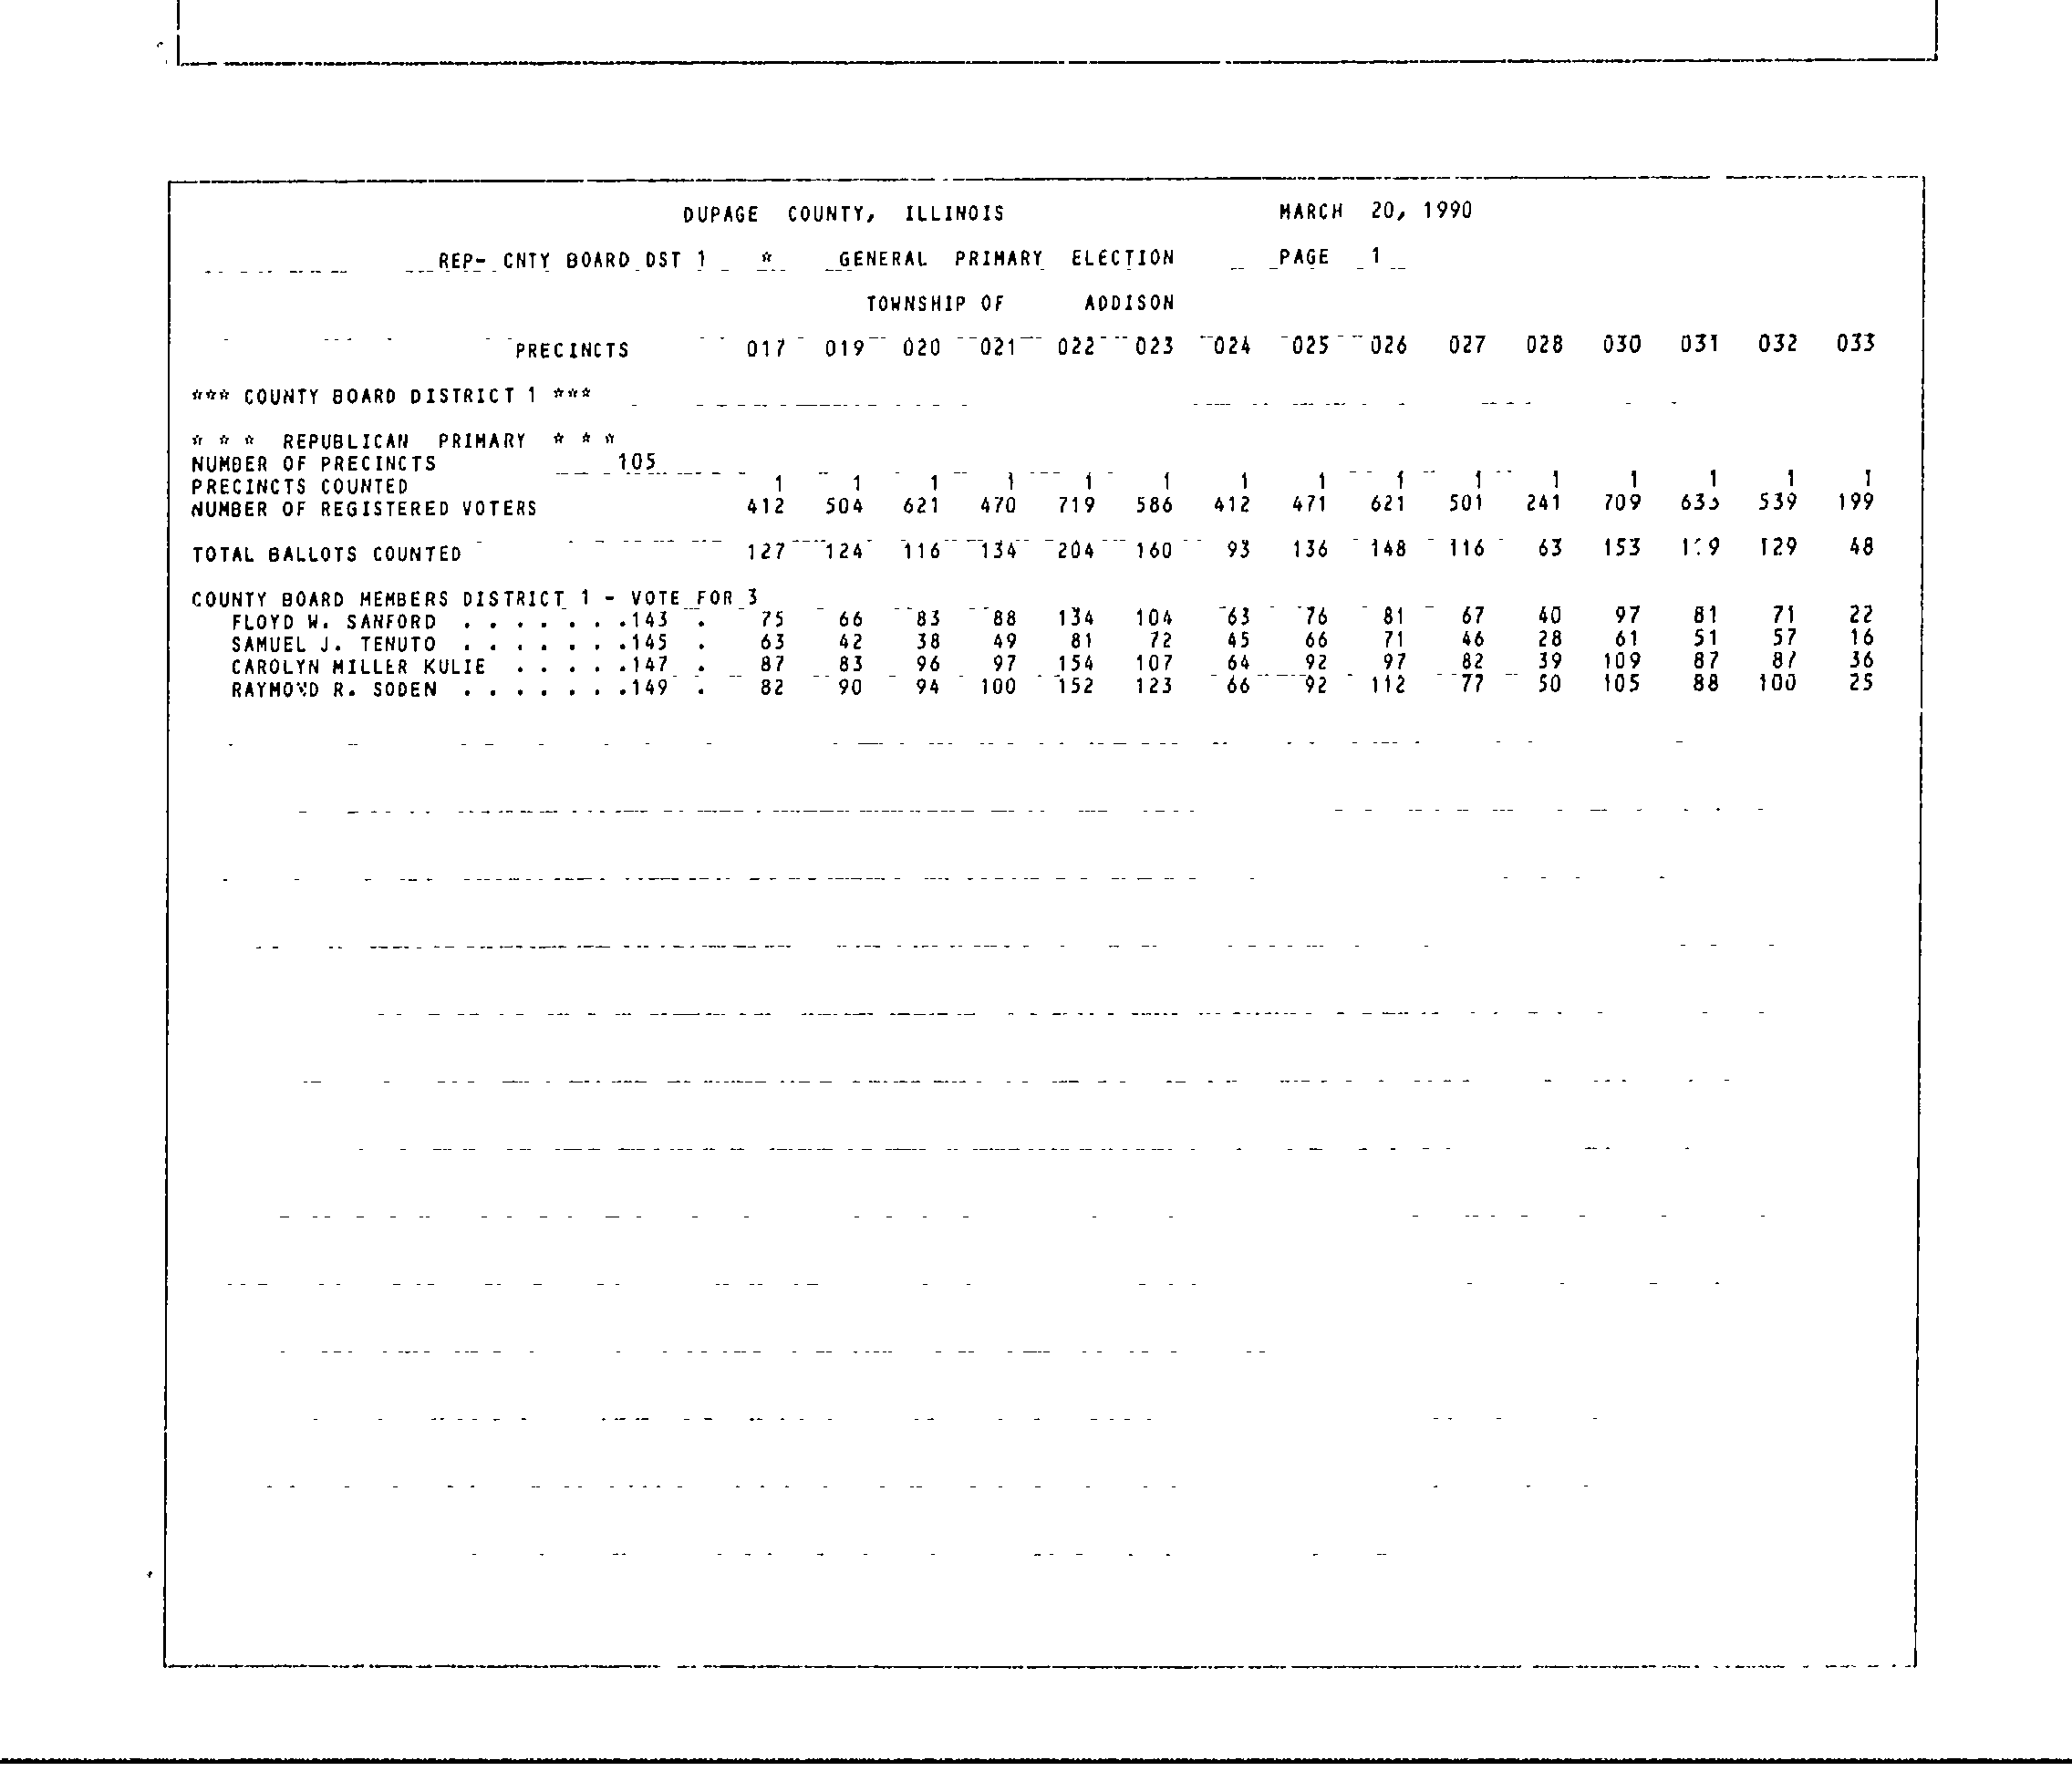 DUPAGE COUNTY, ILLINOIS MARCH 20, 1990
REP- CNTY BOARD DST 1 * GENERAL PRIMARY ELECTION PAGE 1
TOWNSHIP OF ADDISON
PRECINCTS 017 019 020 021 022 023 024 025 026 027 028 030 031 032 033
*** COUNTY BOARD DISTRICT 1 ***
* * * REPUBLICAN PRIMARY * * *
NUMBER OF PRECINCTS 105
PRECINCTS COUNTED 1 1 1 1 1 1 1 1 1 1 1 1 1 1 1
NUMBER OF REGISTERED VOTERS 412 504 621 470 719 586 412 471 621 501 241 709 539 199
TOTAL BALLOTS COUNTED 127 124 116 134 204 160 93 136 148 116 63 153 129 48
COUNTY BOARD MEMBERS DISTRICT 1 - VOTE FOR 3
FLOYD W. SANFORD . . . . . . .143 . 75 66 83 88 134 104 63 76 81 67 40 97 81 71 22
SAMUEL J. TENUTO . . . . . . .145 . 63 42 38 49 81 72 45 66 71 46 28 61 51 57 16
CAROLYN MILLER KULIE . . . . .147 . 87 83 96 97 154 107 64 92 97 82 39 109 87 87 36
RAYMOND R. SODEN . . . . . . .149 . 82 90 94 100 152 123 66 92 112 77 50 105 88 100 25